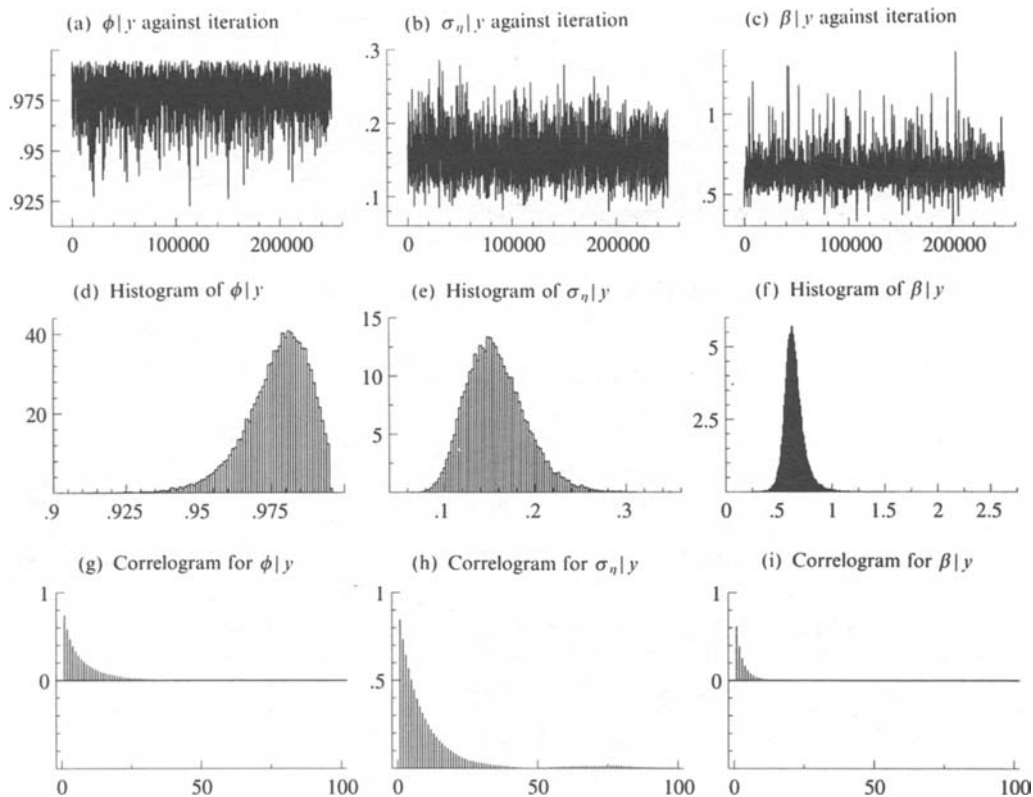 (a) ϕ|y against iteration
(b) σ_η|y against iteration
(c) β|y against iteration
.975
.95
.925
0 100000 200000
.3
.2
.1
0 100000 200000
1
.5
0 100000 200000
(d) Histogram of ϕ|y
(e) Histogram of σ_η|y
(f) Histogram of β|y
40
20
.9 .925 .95 .975
15
10
5
.1 .2 .3
5
2.5
0 .5 1 1.5 2 2.5
(g) Correlogram for ϕ|y
(h) Correlogram for σ_η|y
(i) Correlogram for β|y
1
0
0 50 100
1
.5
0 50 100
1
0
0 50 100